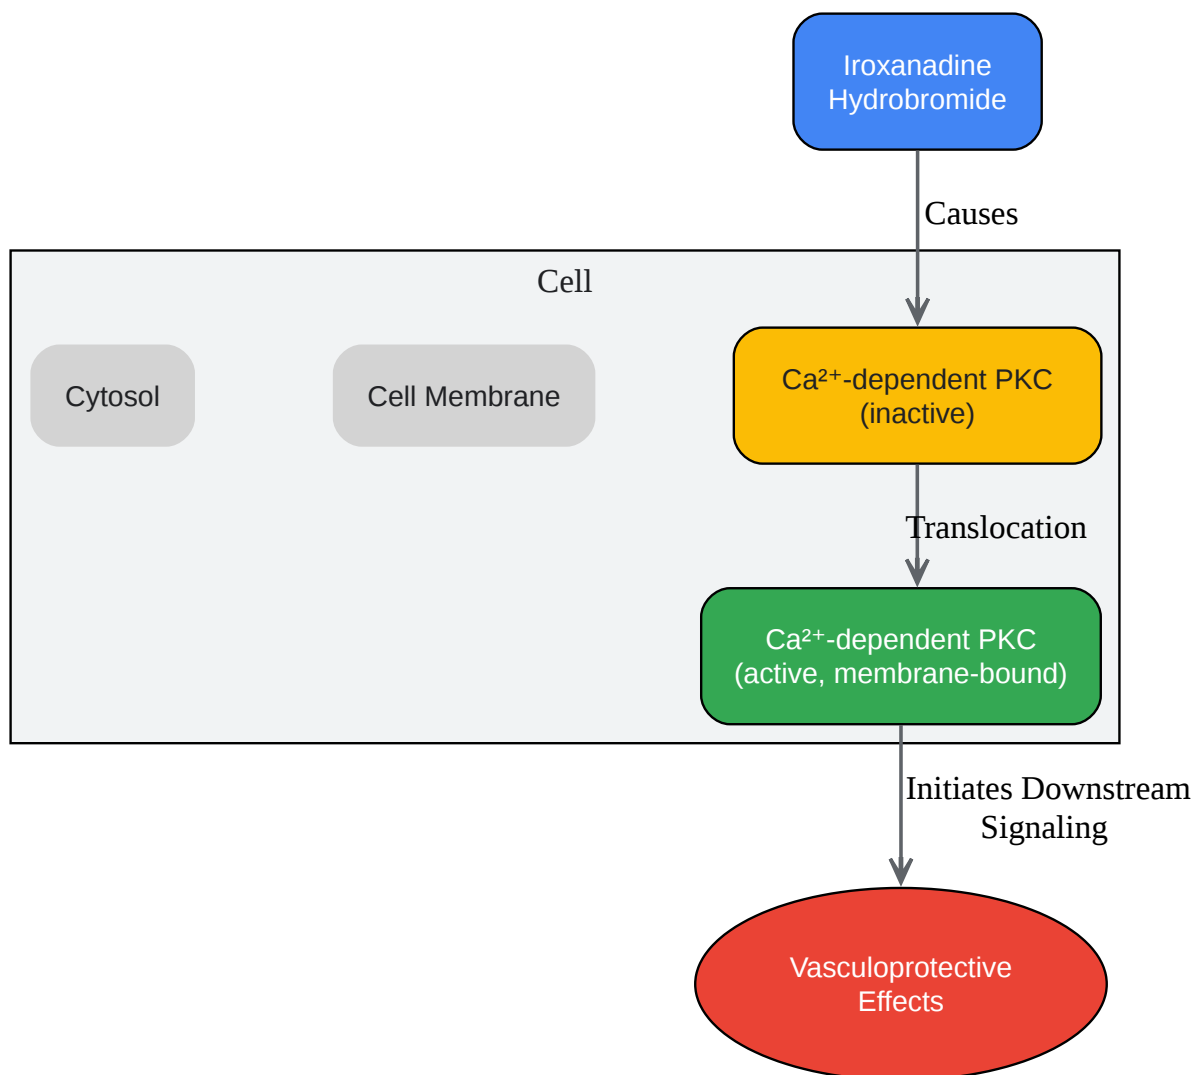 Iroxanadine
Hydrobromide
Causes
Cell
Cytosol
Cell Membrane
Ca²⁺-dependent PKC
(inactive)
Translocation
Ca²⁺-dependent PKC
(active, membrane-bound)
Initiates Downstream
Signaling
Vasculoprotective
Effects